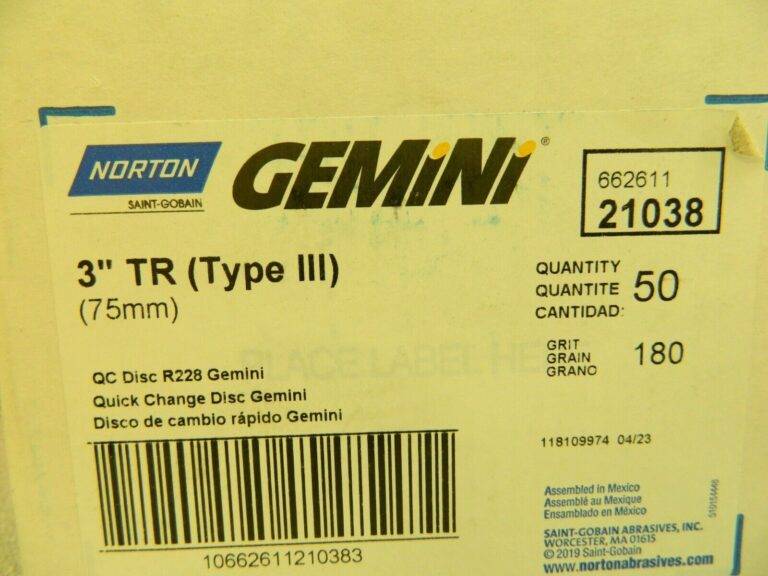 NORTON
SAINT-GOBAIN
GEMINI®
662611
21038
3" TR (Type III)
(75mm)
QUANTITY
QUANTITE
CANTIDAD:
50
GRIT
GRAIN
GRANO
180
PLACE LABEL HE
QC Disc R228 Gemini
Quick Change Disc Gemini
Disco de cambio rápido Gemini
118109974 04/23
10662611210383
Assembled in Mexico
Assemblé au Mexique
Ensamblado en México
SAINT-GOBAIN ABRASIVES, INC.
WORCESTER, MA 01615
© 2019 Saint-Gobain
www.nortonabrasives.com